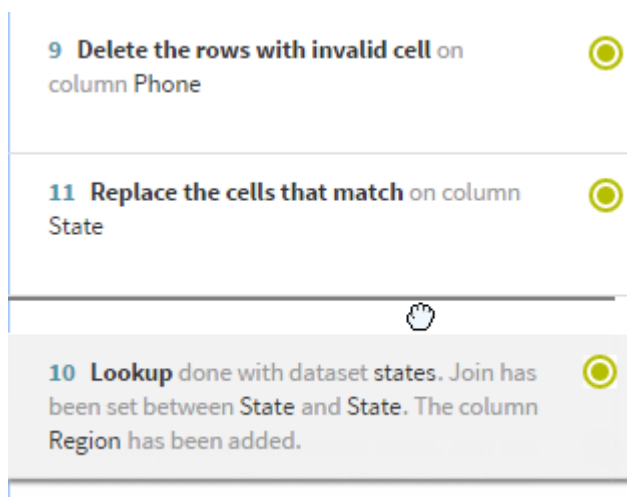 9 Delete the rows with invalid cell on
column Phone
11 Replace the cells that match on column
State
10 Lookup done with dataset states. Join has
been set between State and State. The column
Region has been added.